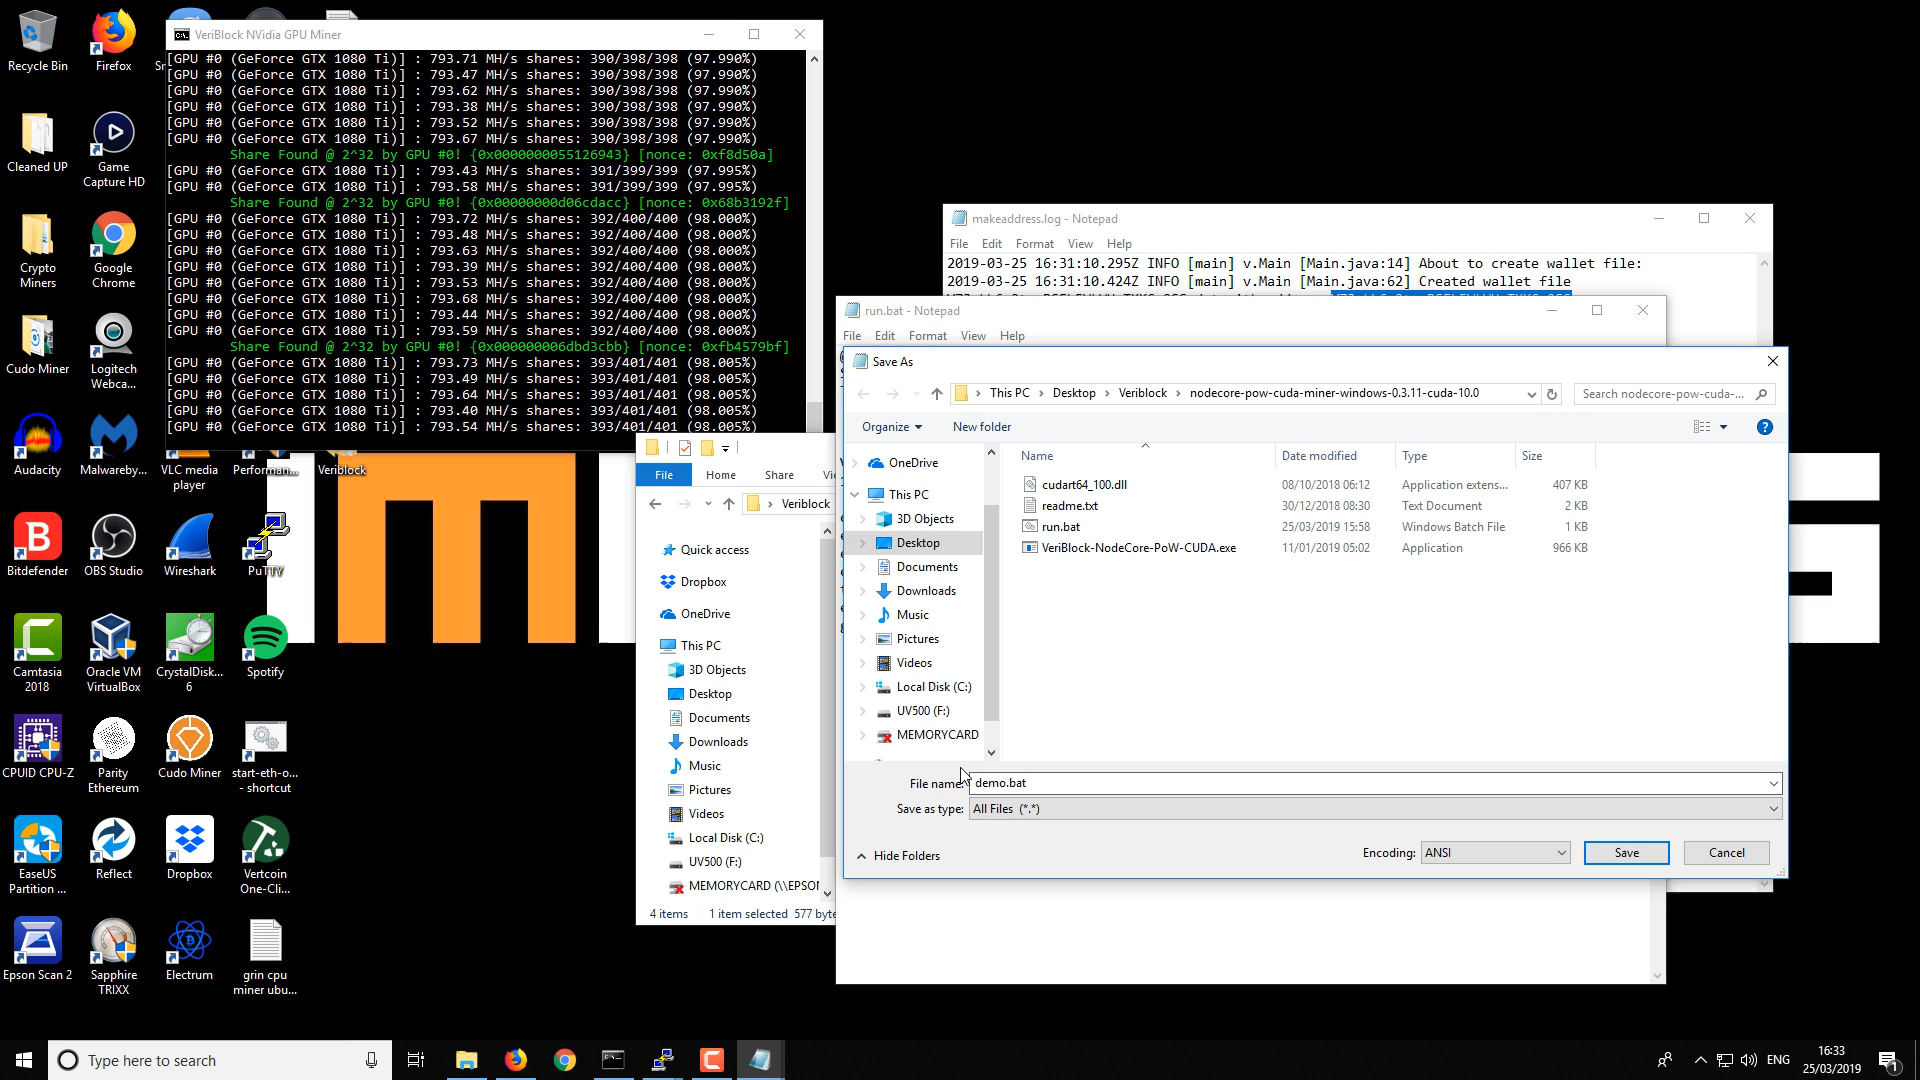 Recycle Bin
Firefox
Cleaned UP
Game Capture HD
Crypto Miners
Google Chrome
Cudo Miner
Logitech Webca...
Audacity
Malwareby...
VLC media player
Performan...
Veriblock
Bitdefender
OBS Studio
Wireshark
PuTTY
Camtasia 2018
Oracle VM VirtualBox
CrystalDisk... 6
Spotify
CPUID CPU-Z
Parity Ethereum
Cudo Miner
start-eth-o... - shortcut
EaseUS Partition ...
Reflect
Dropbox
Vertcoin One-Cli...
Epson Scan 2
Sapphire TRIXX
Electrum
grin cpu miner ubu...
VeriBlock NVidia GPU Miner
[GPU #0 (GeForce GTX 1080 Ti)] : 793.71 MH/s shares: 390/398/398 (97.990%)
[GPU #0 (GeForce GTX 1080 Ti)] : 793.47 MH/s shares: 390/398/398 (97.990%)
[GPU #0 (GeForce GTX 1080 Ti)] : 793.62 MH/s shares: 390/398/398 (97.990%)
[GPU #0 (GeForce GTX 1080 Ti)] : 793.38 MH/s shares: 390/398/398 (97.990%)
[GPU #0 (GeForce GTX 1080 Ti)] : 793.52 MH/s shares: 390/398/398 (97.990%)
[GPU #0 (GeForce GTX 1080 Ti)] : 793.67 MH/s shares: 390/398/398 (97.990%)
Share Found @ 2^32 by GPU #0! {0x0000000055126943} [nonce: 0xf8d50a]
[GPU #0 (GeForce GTX 1080 Ti)] : 793.43 MH/s shares: 391/399/399 (97.995%)
[GPU #0 (GeForce GTX 1080 Ti)] : 793.58 MH/s shares: 391/399/399 (97.995%)
Share Found @ 2^32 by GPU #0! {0x00000000d06cdacc} [nonce: 0x68b3192f]
[GPU #0 (GeForce GTX 1080 Ti)] : 793.72 MH/s shares: 392/400/400 (98.000%)
[GPU #0 (GeForce GTX 1080 Ti)] : 793.48 MH/s shares: 392/400/400 (98.000%)
[GPU #0 (GeForce GTX 1080 Ti)] : 793.63 MH/s shares: 392/400/400 (98.000%)
[GPU #0 (GeForce GTX 1080 Ti)] : 793.39 MH/s shares: 392/400/400 (98.000%)
[GPU #0 (GeForce GTX 1080 Ti)] : 793.53 MH/s shares: 392/400/400 (98.000%)
[GPU #0 (GeForce GTX 1080 Ti)] : 793.68 MH/s shares: 392/400/400 (98.000%)
[GPU #0 (GeForce GTX 1080 Ti)] : 793.44 MH/s shares: 392/400/400 (98.000%)
[GPU #0 (GeForce GTX 1080 Ti)] : 793.59 MH/s shares: 392/400/400 (98.000%)
Share Found @ 2^32 by GPU #0! {0x000000006dbd3cbb} [nonce: 0xfb4579bf]
[GPU #0 (GeForce GTX 1080 Ti)] : 793.73 MH/s shares: 393/401/401 (98.005%)
[GPU #0 (GeForce GTX 1080 Ti)] : 793.49 MH/s shares: 393/401/401 (98.005%)
[GPU #0 (GeForce GTX 1080 Ti)] : 793.64 MH/s shares: 393/401/401 (98.005%)
[GPU #0 (GeForce GTX 1080 Ti)] : 793.40 MH/s shares: 393/401/401 (98.005%)
[GPU #0 (GeForce GTX 1080 Ti)] : 793.54 MH/s shares: 393/401/401 (98.005%)
makeaddress.log - Notepad
File Edit Format View Help
2019-03-25 16:31:10.295Z INFO [main] v.Main [Main.java:14] About to create wallet file:
2019-03-25 16:31:10.424Z INFO [main] v.Main [Main.java:62] Created wallet file
run.bat - Notepad
File Edit Format View Help
File Home Share
Veriblock
Quick access
Dropbox
OneDrive
This PC
3D Objects
Desktop
Documents
Downloads
Music
Pictures
Videos
Local Disk (C:)
UV500 (F:)
MEMORYCARD (\\EPSON
4 items 1 item selected 577 byte
Save As
This PC > Desktop > Veriblock > nodecore-pow-cuda-miner-windows-0.3.11-cuda-10.0
Search nodecore-pow-cuda-...
Organize New folder
OneDrive
This PC
3D Objects
Desktop
Documents
Downloads
Music
Pictures
Videos
Local Disk (C:)
UV500 (F:)
MEMORYCARD
Name Date modified Type Size
cudart64_100.dll 08/10/2018 06:12 Application extens... 407 KB
readme.txt 30/12/2018 08:30 Text Document 2 KB
run.bat 25/03/2019 15:58 Windows Batch File 1 KB
VeriBlock-NodeCore-PoW-CUDA.exe 11/01/2019 05:02 Application 966 KB
File name: demo.bat
Save as type: All Files (*.*)
Hide Folders
Encoding: ANSI
Save
Cancel
Type here to search
ENG
16:33
25/03/2019
1